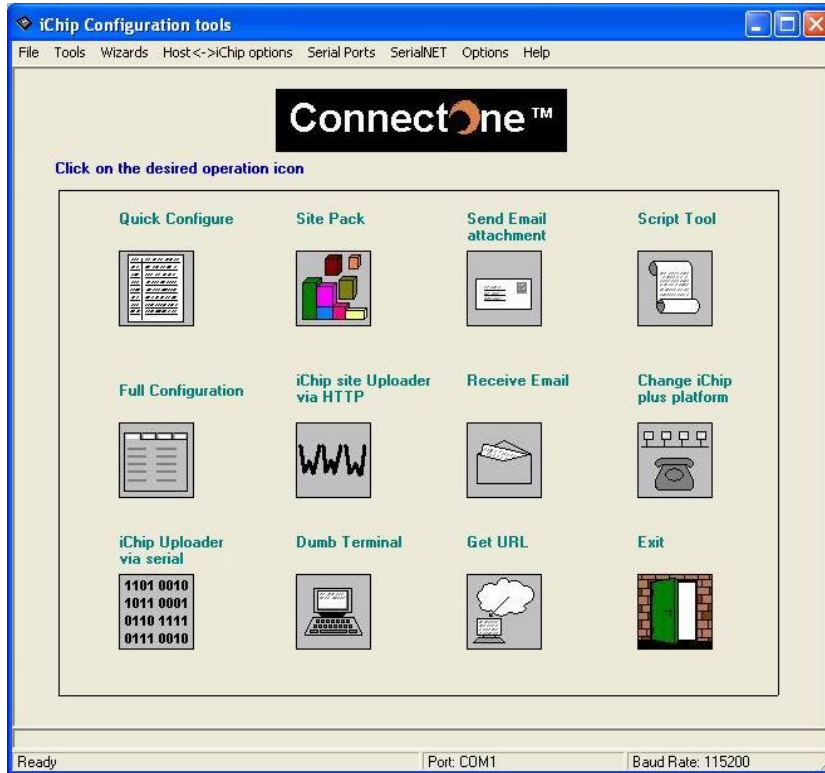 iChip Configuration tools
File Tools Wizards Host<->iChip options Serial Ports SerialNET Options Help
ConnectOne™
Click on the desired operation icon
Quick Configure
Site Pack
Send Email
attachment
Script Tool
Full Configuration
iChip site Uploader
via HTTP
Receive Email
Change iChip
plus platform
WWW
iChip Uploader
via serial
Dumb Terminal
Get URL
Exit
1101 0010
1011 0001
0110 1111
0111 0010
Ready Port: COM1 Baud Rate: 115200